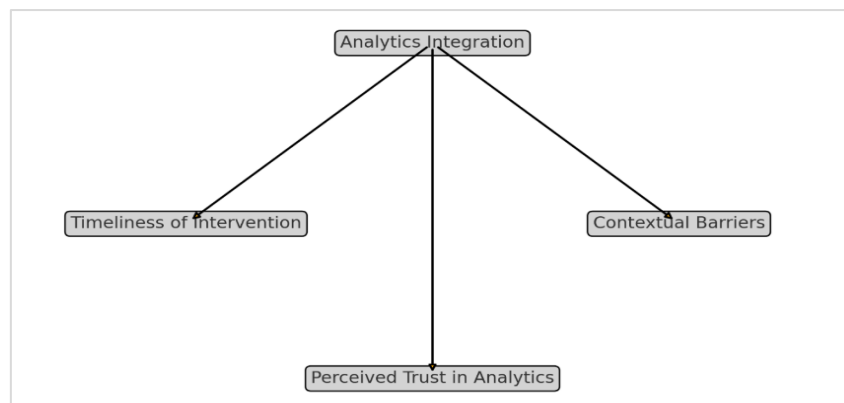 Analytics Integration
Timeliness of Intervention
Contextual Barriers
Perceived Trust in Analytics